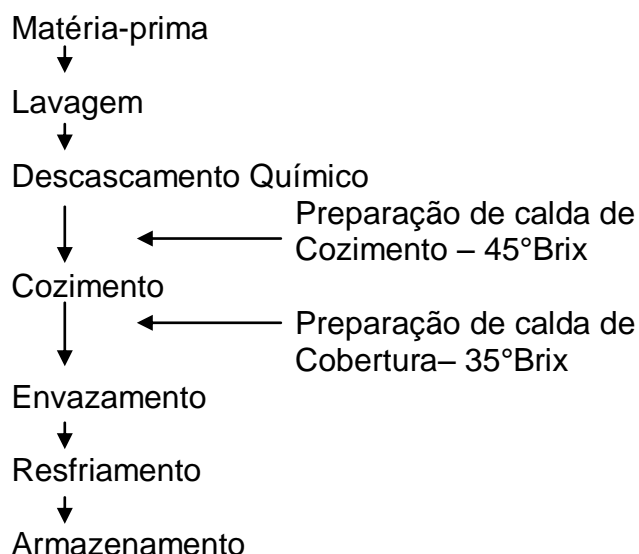 Matéria-prima
Lavagem
Descascamento Químico
Preparação de calda de
Cozimento – 45°Brix
Cozimento
Preparação de calda de
Cobertura– 35°Brix
Envazamento
Resfriamento
Armazenamento